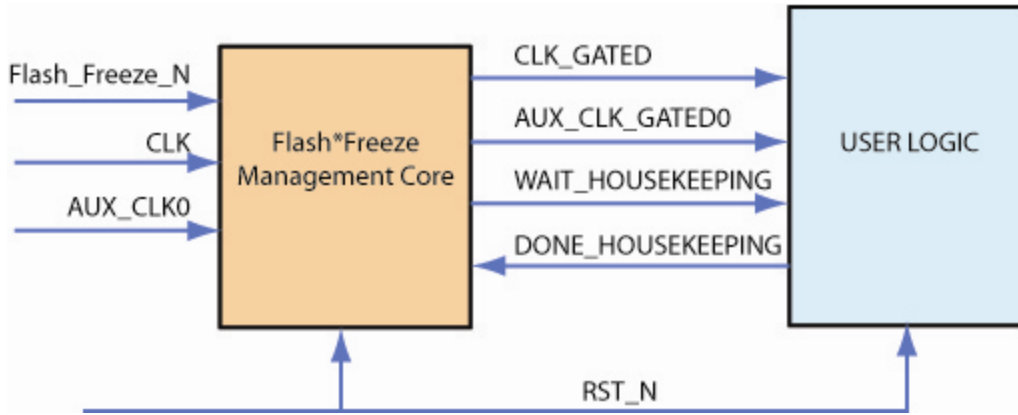 Flash_Freeze_N
CLK
AUX_CLK0
Flash*Freeze
Management Core
CLK_GATED
AUX_CLK_GATED0
WAIT_HOUSEKEEPING
DONE_HOUSEKEEPING
USER LOGIC
RST_N